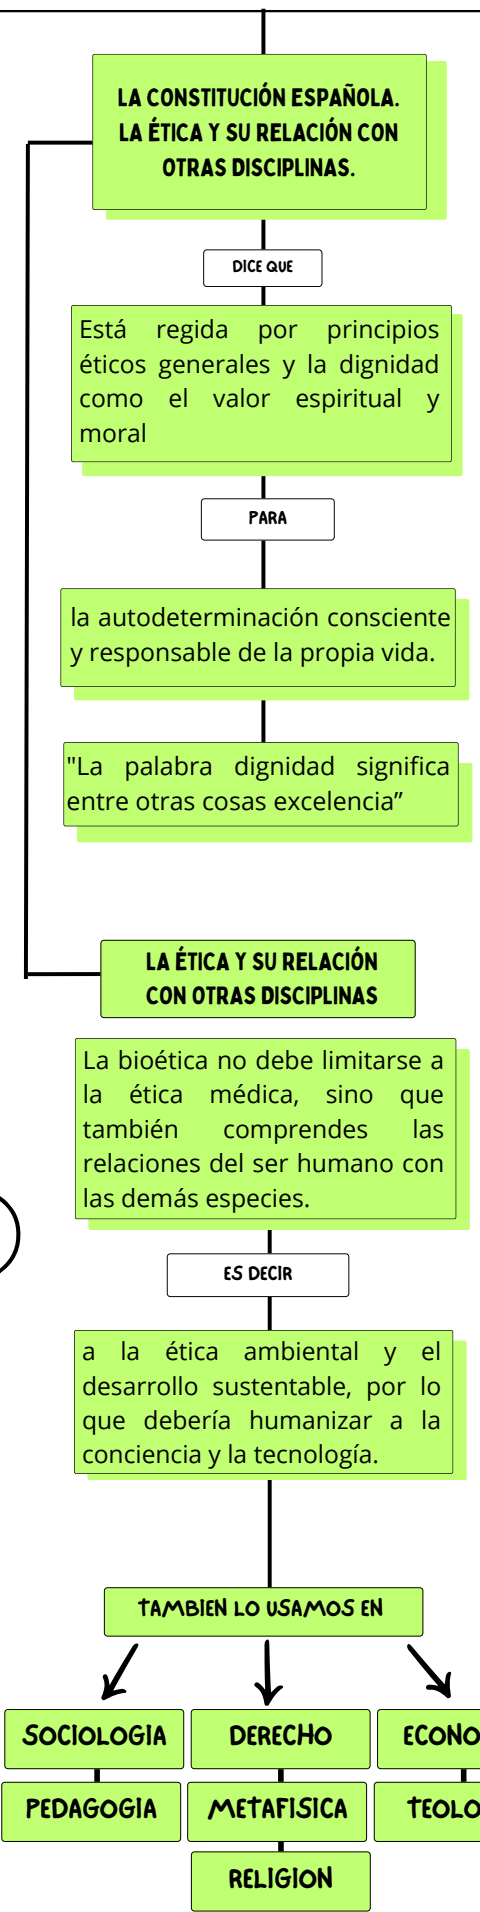 LA CONSTITUCIÓN ESPAÑOLA.
LA ÉTICA Y SU RELACIÓN CON
OTRAS DISCIPLINAS.
DICE QUE
Está regida por principios
éticos generales y la dignidad
como el valor espiritual y
moral
PARA
la autodeterminación consciente
y responsable de la propia vida.
"La palabra dignidad significa
entre otras cosas excelencia”
LA ÉTICA Y SU RELACIÓN
CON OTRAS DISCIPLINAS
La bioética no debe limitarse a
la ética médica, sino que
también comprendes las
relaciones del ser humano con
las demás especies.
ES DECIR
a la ética ambiental y el
desarrollo sustentable, por lo
que debería humanizar a la
conciencia y la tecnología.
TAMBIEN LO USAMOS EN
SOCIOLOGIA DERECHO ECONO
PEDAGOGIA METAFISICA TEOLO
RELIGION